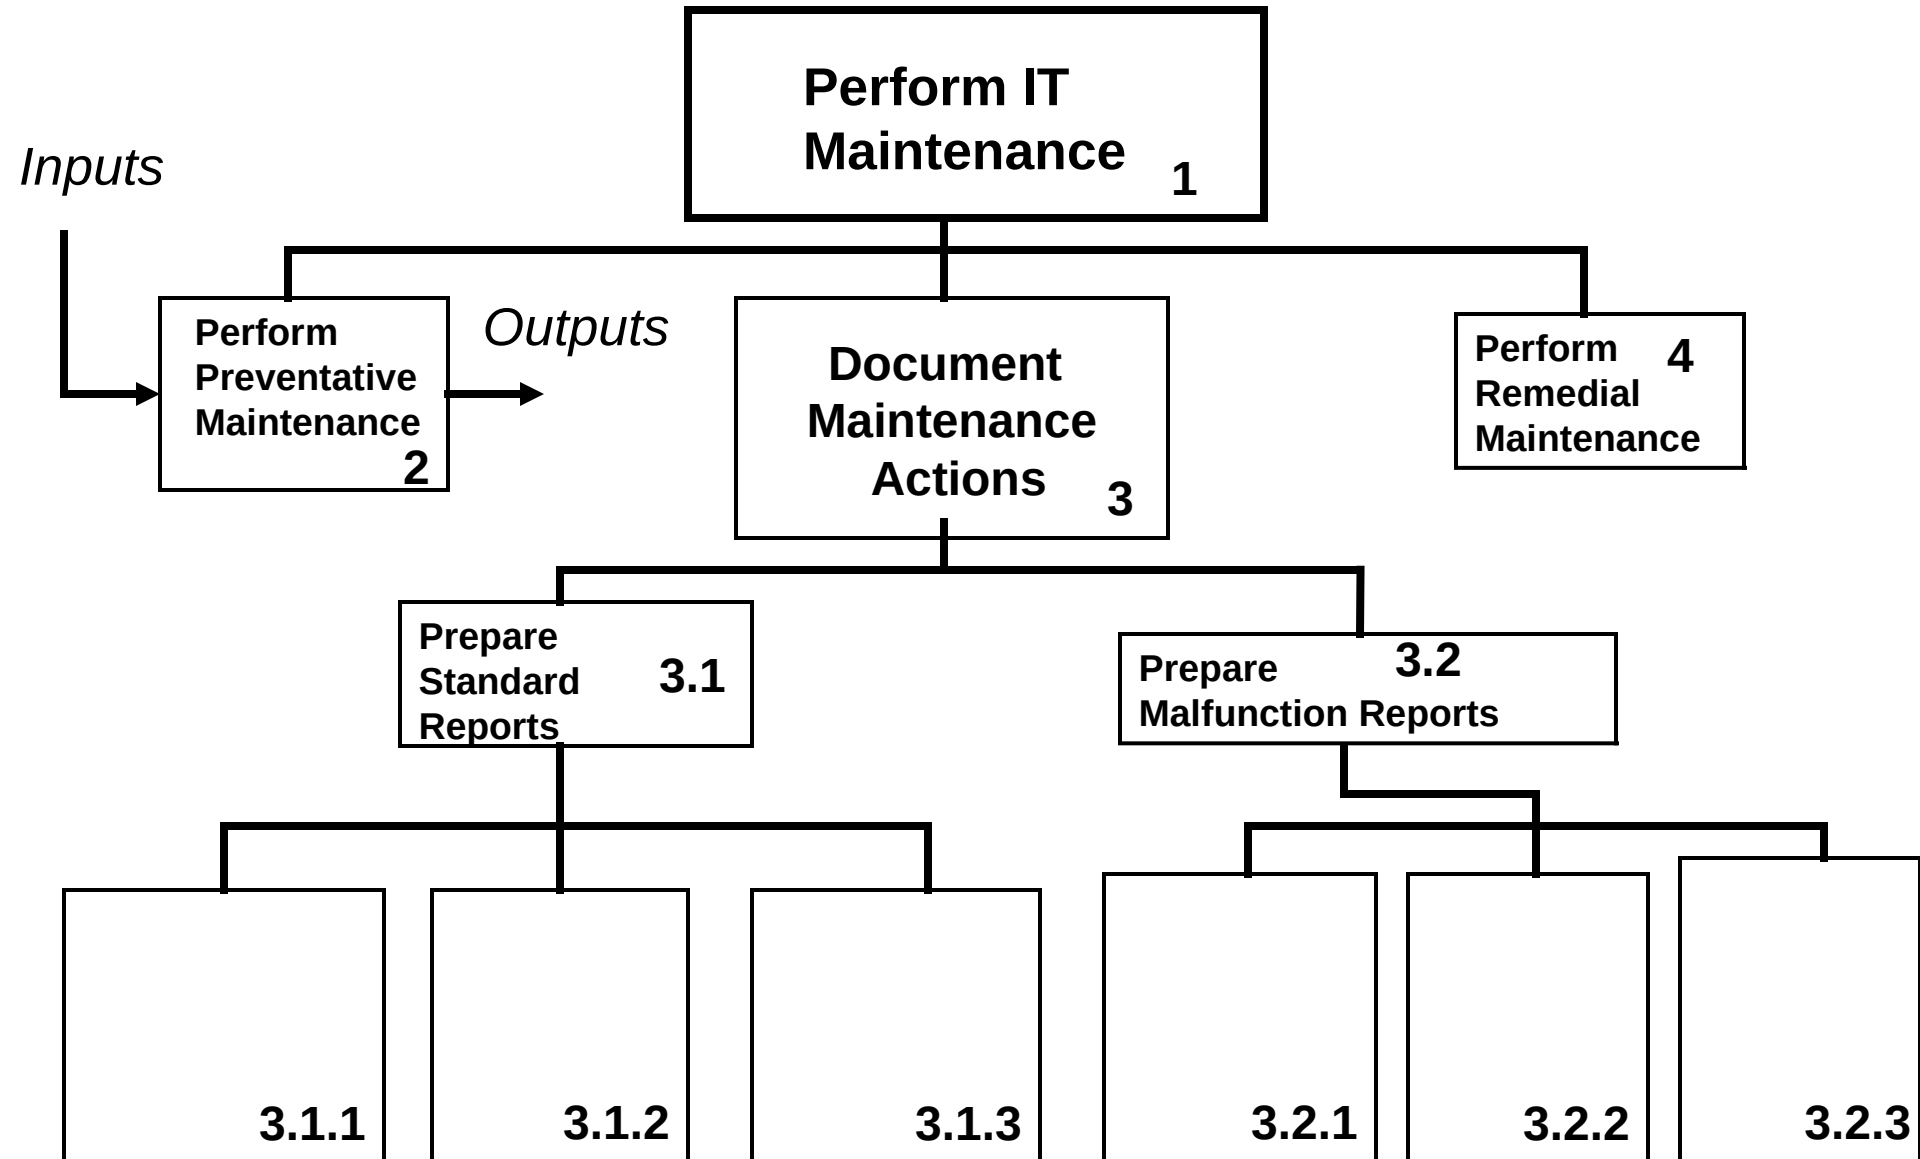 Perform IT
Maintenance
1
Inputs
Perform
Preventative
Maintenance
2
Outputs
Document
Maintenance
Actions
3
Perform
Remedial
Maintenance
4
Prepare
Standard
Reports
3.1
Prepare
Malfunction Reports
3.2
3.1.1
3.1.2
3.1.3
3.2.1
3.2.2
3.2.3